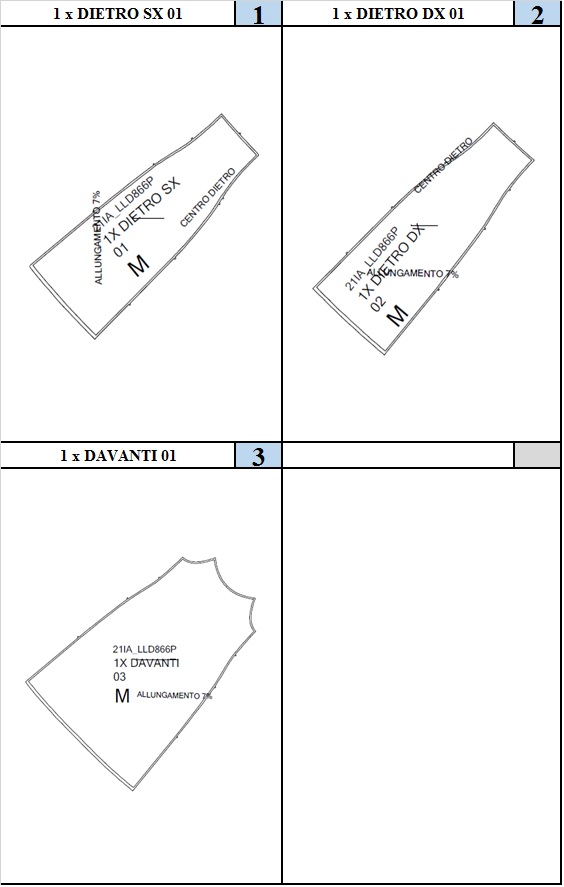 1 x DIETRO SX 01
1
1 x DIETRO DX 01
2
ALLUNGAMENTO 7%
21IA_LLD866P
1X DIETRO SX
01
M
CENTRO DIETRO
CENTRO DIETRO
21IA_LLD866P
1X DIETRO DX
02
M
ALLUNGAMENTO 7%
1 x DAVANTI 01
3
21IA_LLD866P
1X DAVANTI
03
M ALLUNGAMENTO 7%